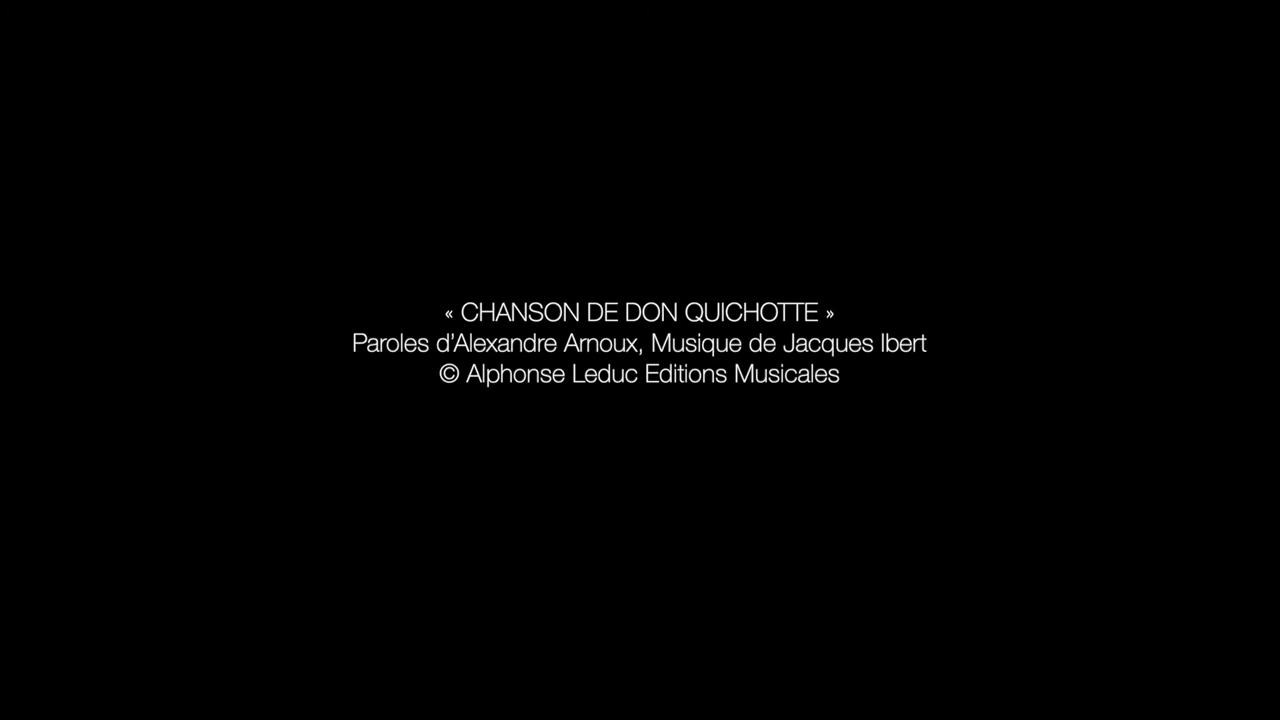 « CHANSON DE DON QUICHOTTE »
Paroles d’Alexandre Arnoux, Musique de Jacques Ibert
© Alphonse Leduc Editions Musicales